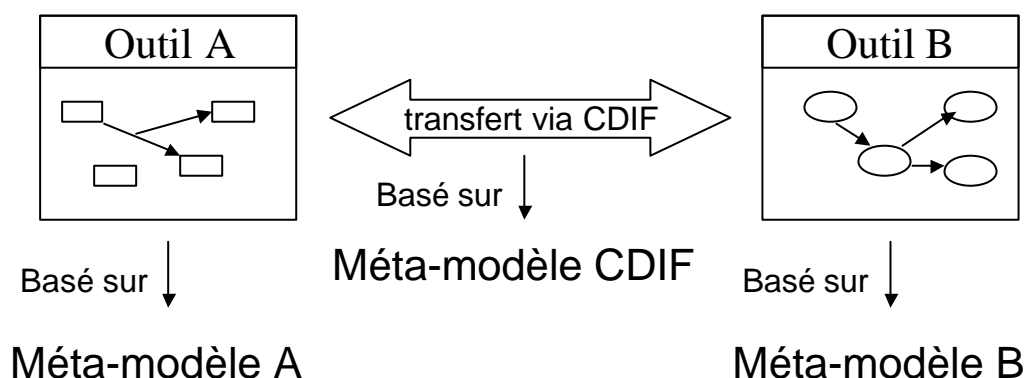 Outil A
Outil B
transfert via CDIF
Basé sur
Méta-modèle CDIF
Basé sur
Basé sur
Méta-modèle A
Méta-modèle B